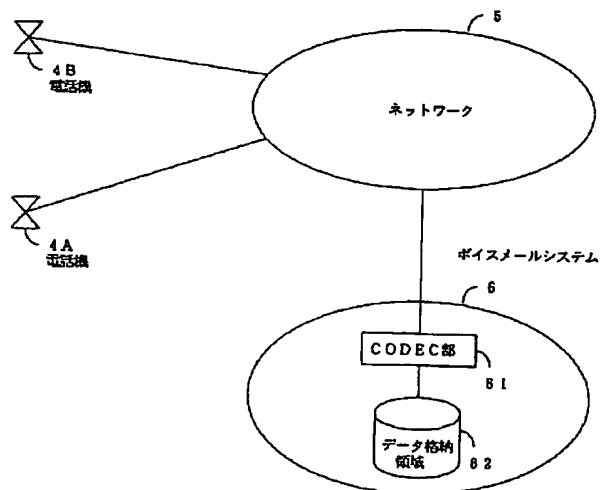 5
4B
電話機
ネットワーク
4A
電話機
ボイスメールシステム
6
CODEC部
61
データ格納
領域
62